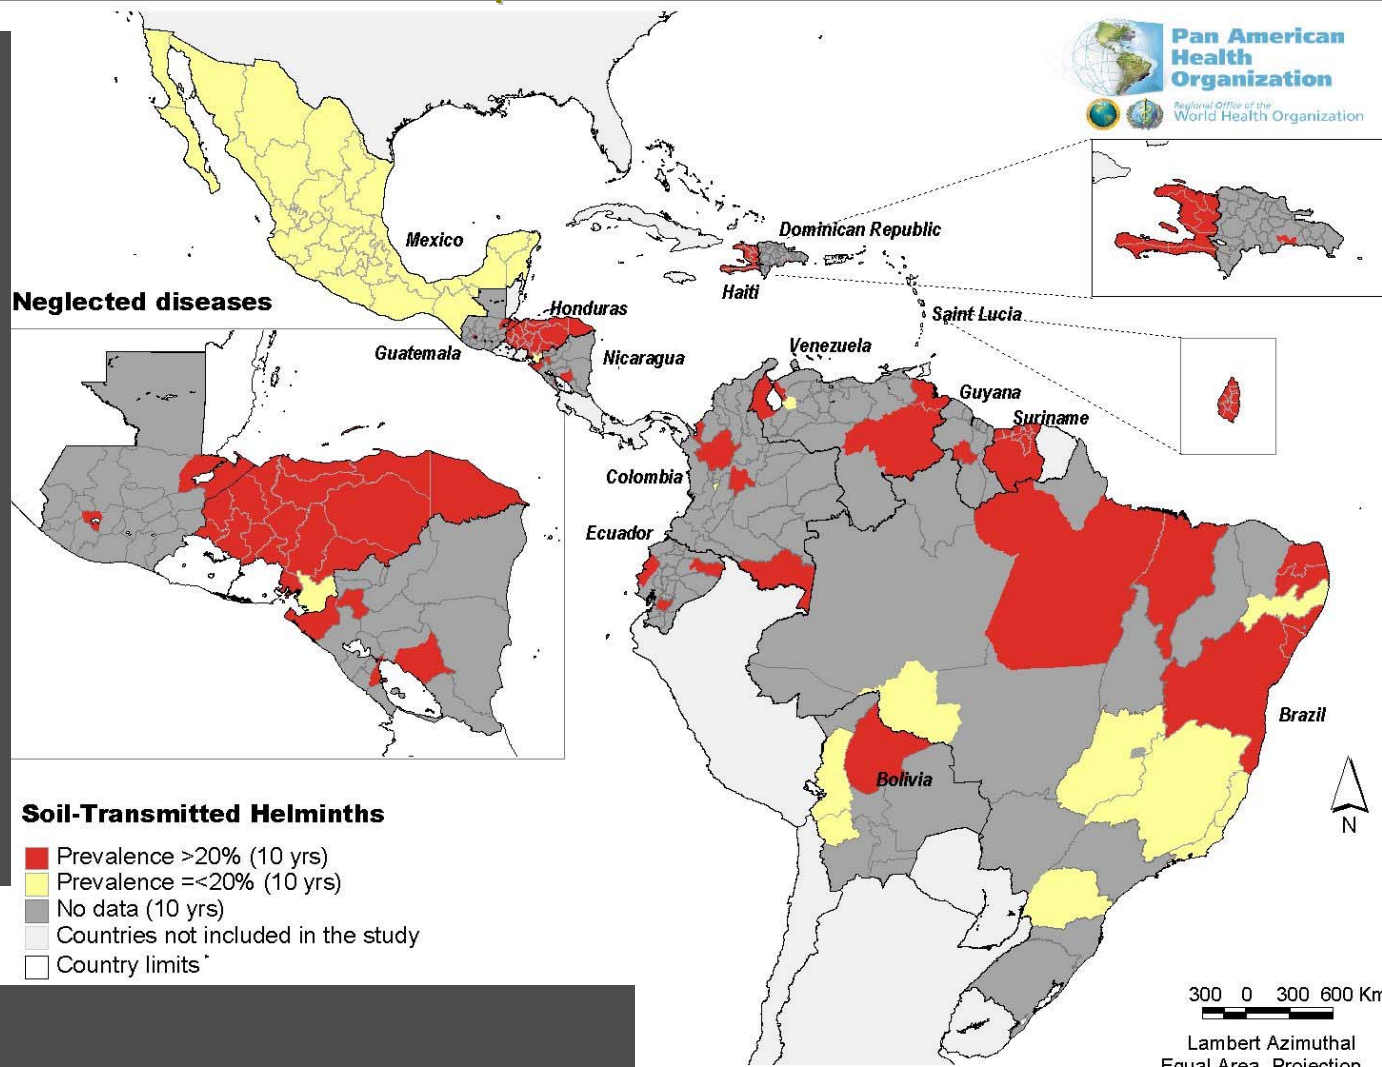 Pan American
Health
Organization
Regional Office of the
World Health Organization
Mexico
Dominican Republic
Haiti
Neglected diseases
Honduras
Saint Lucia
Guatemala
Nicaragua
Venezuela
Guyana
Suriname
Colombia
Ecuador
Brazil
Bolivia
N
Soil-Transmitted Helminths
Prevalence >20% (10 yrs)
Prevalence =<20% (10 yrs)
No data (10 yrs)
Countries not included in the study
Country limits
300 0 300 600 Km
Lambert Azimuthal
Equal Area Projection